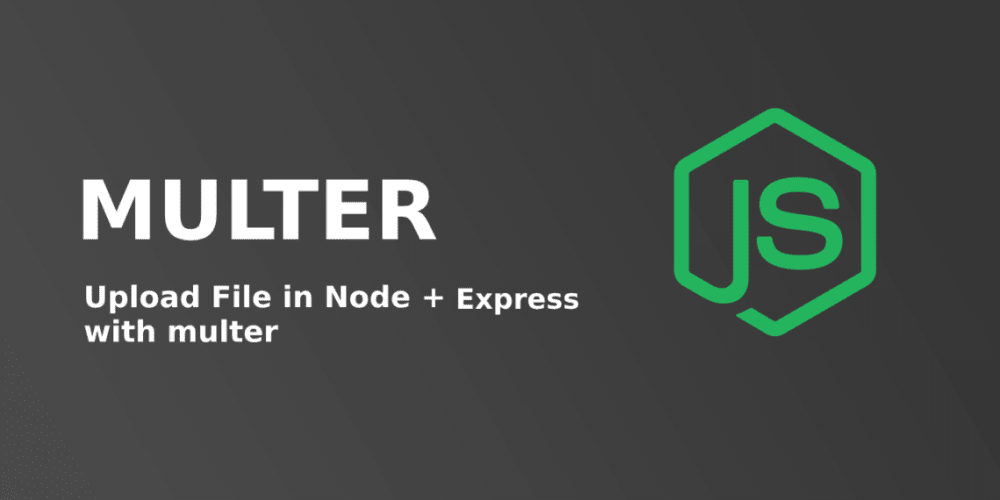 MULTER
Upload File in Node + Express
with multer
JS